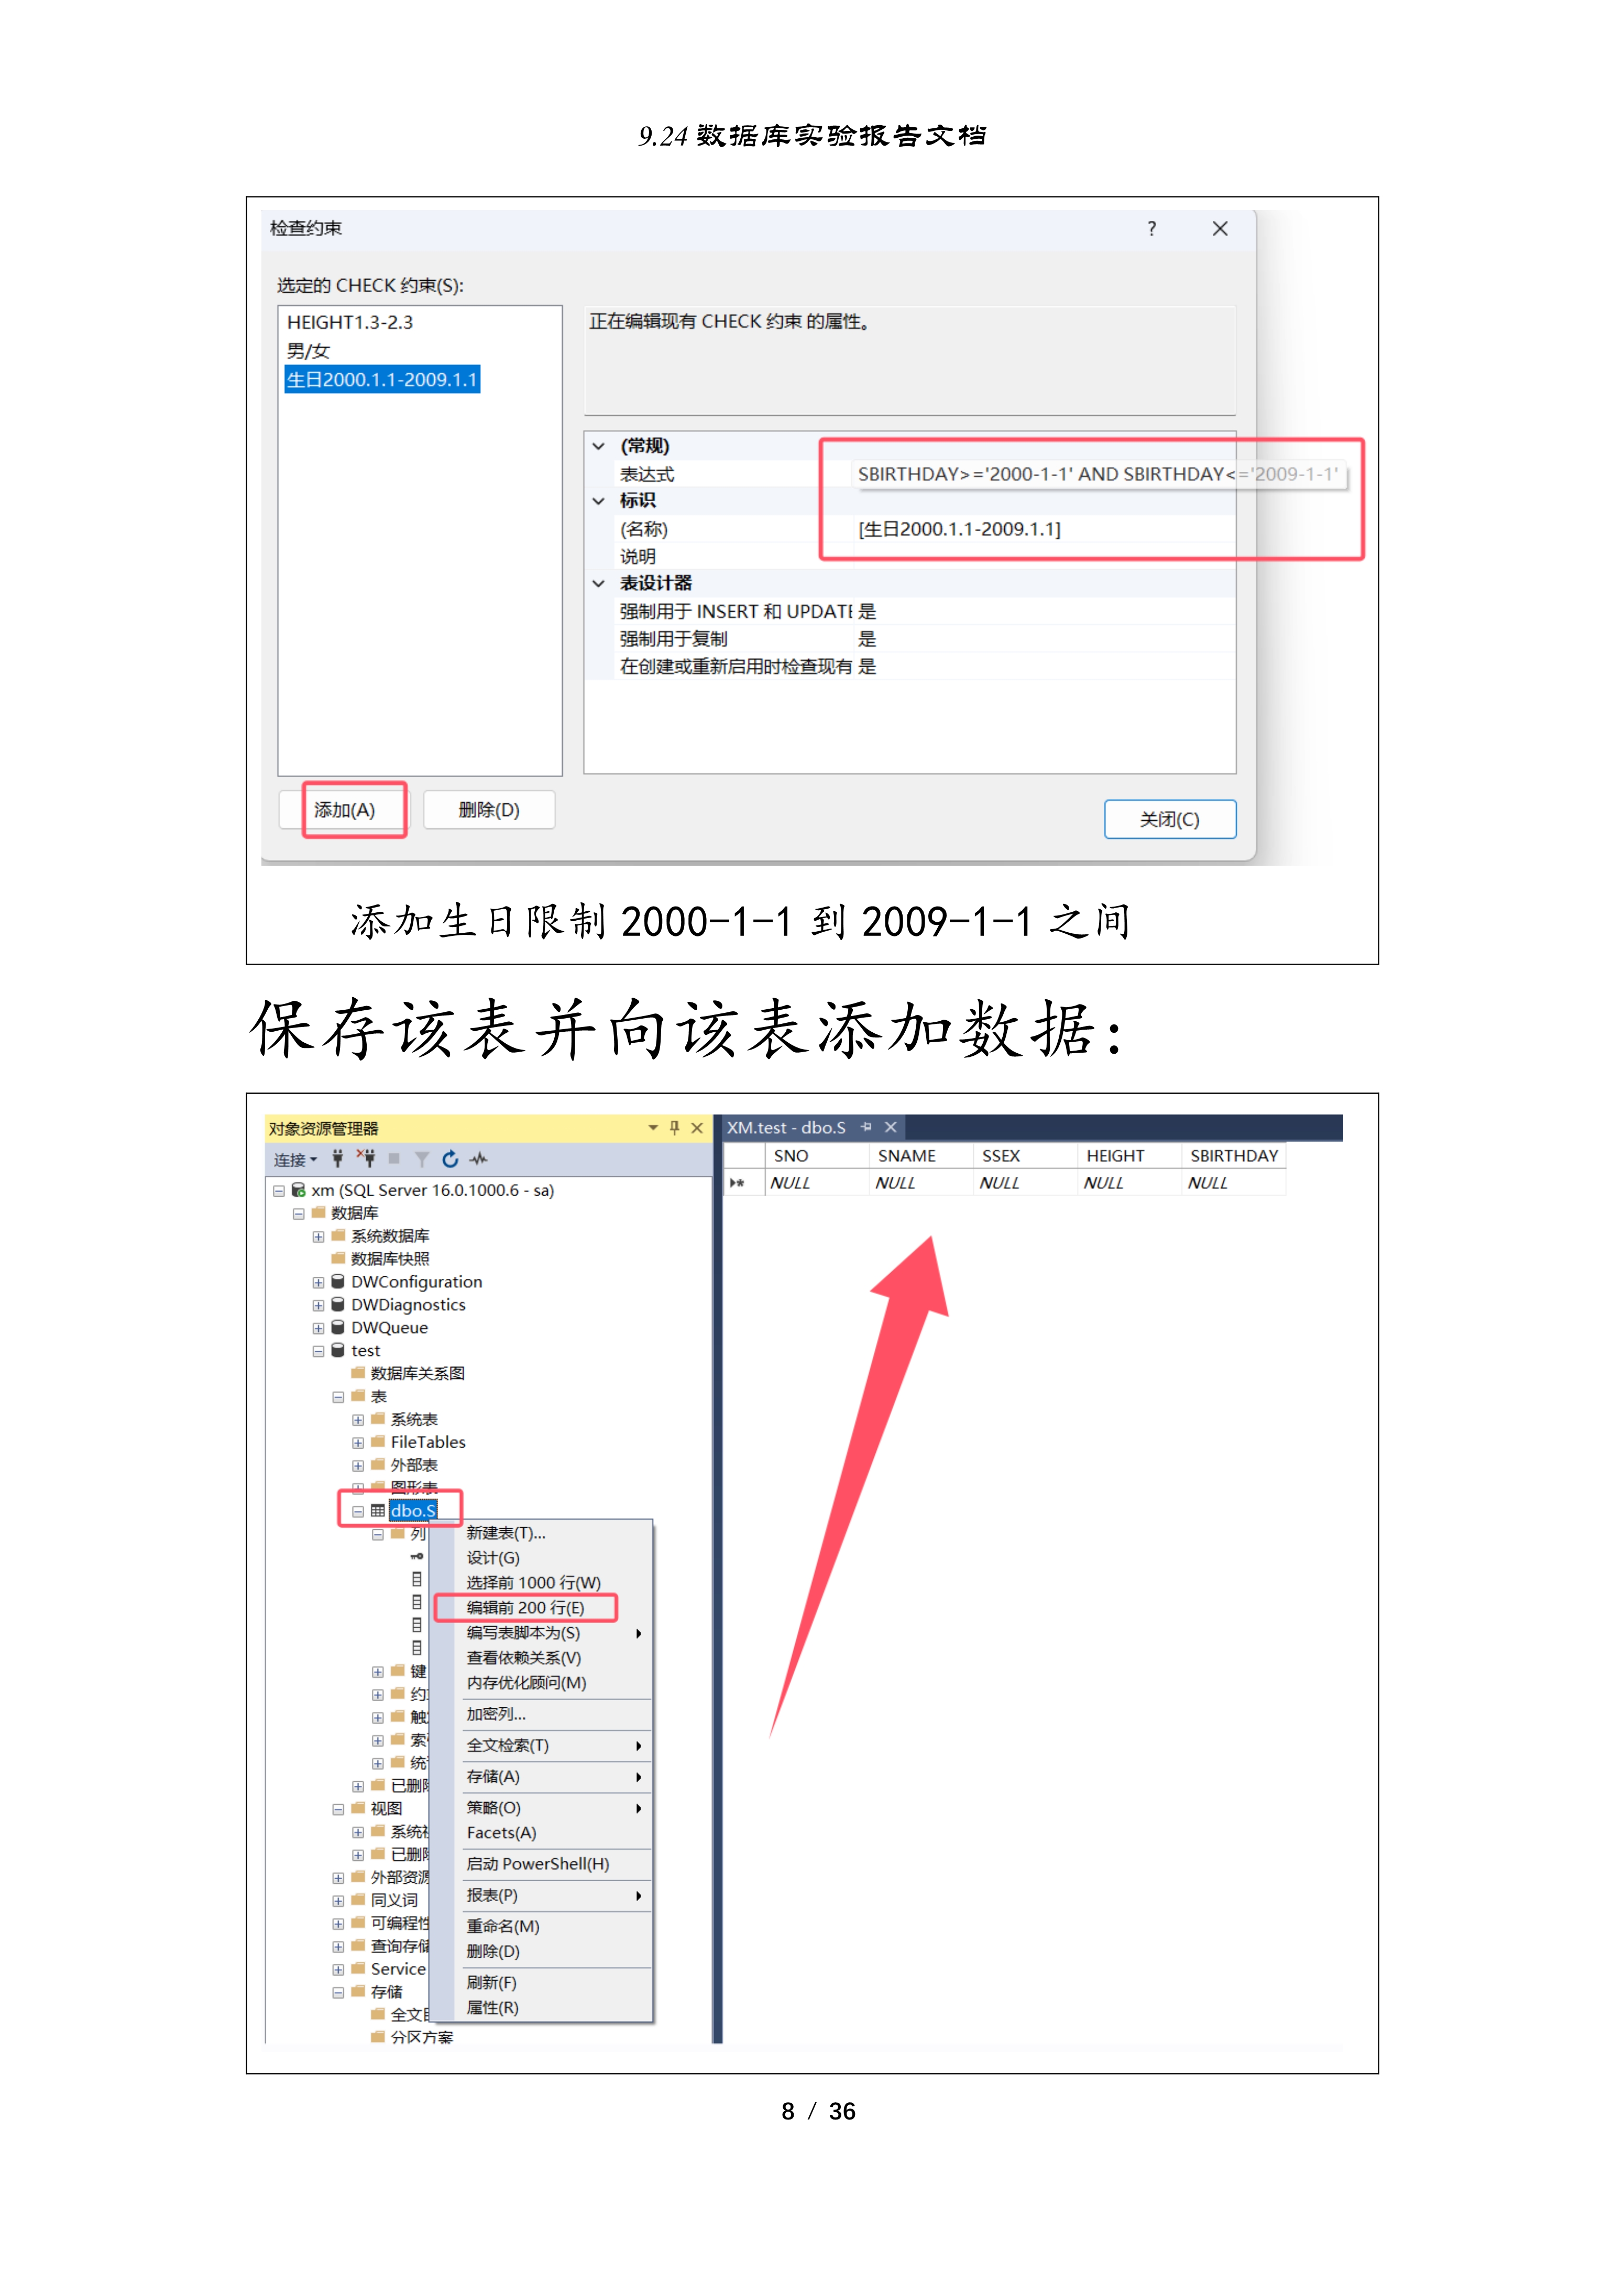 9.24 数据库实验报告文档
检查约束
选定的 CHECK 约束(S):
HEIGHT1.3-2.3
男/女
生日2000.1.1-2009.1.1
正在编辑现有 CHECK 约束 的属性。
(常规)
表达式 SBIRTHDAY>='2000-1-1' AND SBIRTHDAY<='2009-1-1'
标识
(名称) [生日2000.1.1-2009.1.1]
说明
表设计器
强制用于 INSERT 和 UPDATE 是
强制用于复制 是
在创建或重新启用时检查现有 是
添加(A) 删除(D) 关闭(C)
添加生日限制 2000-1-1 到 2009-1-1 之间
保存该表并向该表添加数据:
对象资源管理器
连接
xm (SQL Server 16.0.1000.6 - sa)
数据库
系统数据库
数据库快照
DWConfiguration
DWDiagnostics
DWQueue
test
数据库关系图
表
系统表
FileTables
外部表
图形表
dbo.S
列
键
约
触
索
统
已删
视图
系统
已删
外部资源
同义词
可编程性
查询存储
Service
存储
全文
分区方案
新建表(T)...
设计(G)
选择前 1000 行(W)
编辑前 200 行(E)
编写表脚本为(S)
查看依赖关系(V)
内存优化顾问(M)
加密列...
全文检索(T)
存储(A)
策略(O)
Facets(A)
启动 PowerShell(H)
报表(P)
重命名(M)
删除(D)
刷新(F)
属性(R)
XM.test - dbo.S
SNO SNAME SSEX HEIGHT SBIRTHDAY
NULL NULL NULL NULL NULL
8 / 36